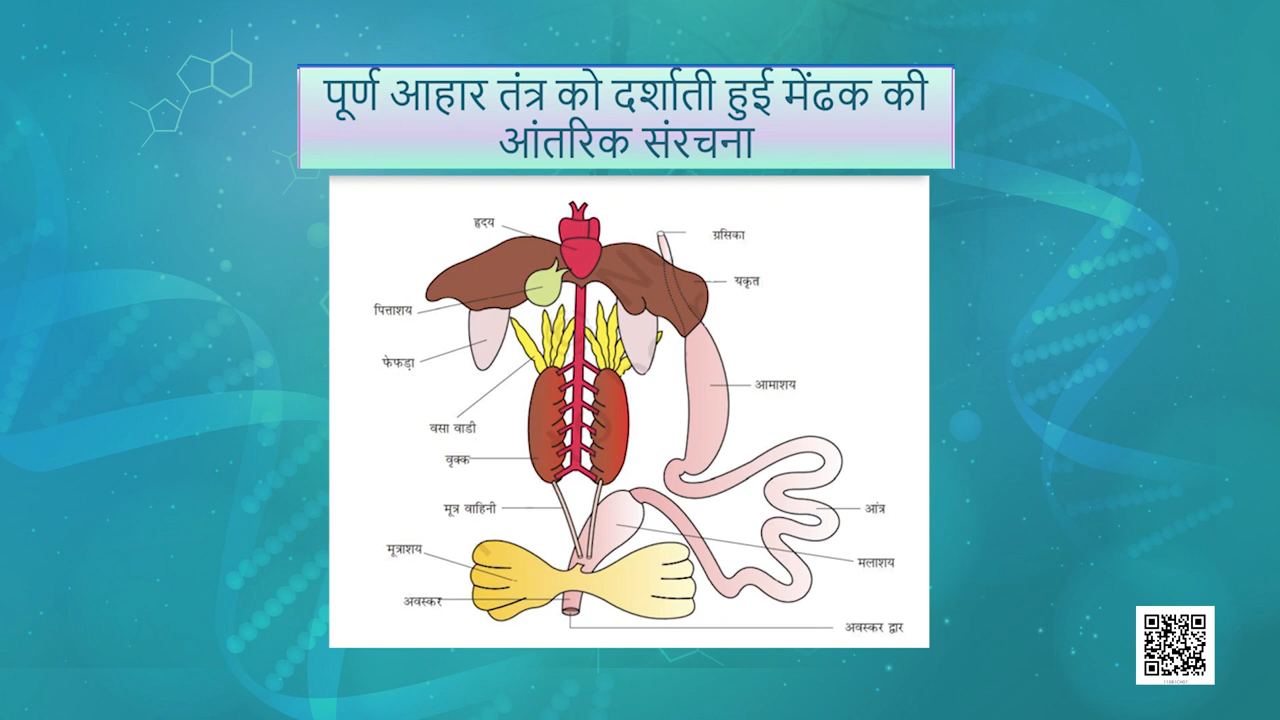 पूर्ण आहार तंत्र को दर्शाती हुई मेंढक की
आंतरिक संरचना
हृदय
ग्रसिका
यकृत
पित्ताशय
फेफड़ा
आमाशय
वसा वाडी
वृक्क
मूत्र वाहिनी
आंत्र
मूत्राशय
मलाशय
अवस्कर
अवस्कर द्वार